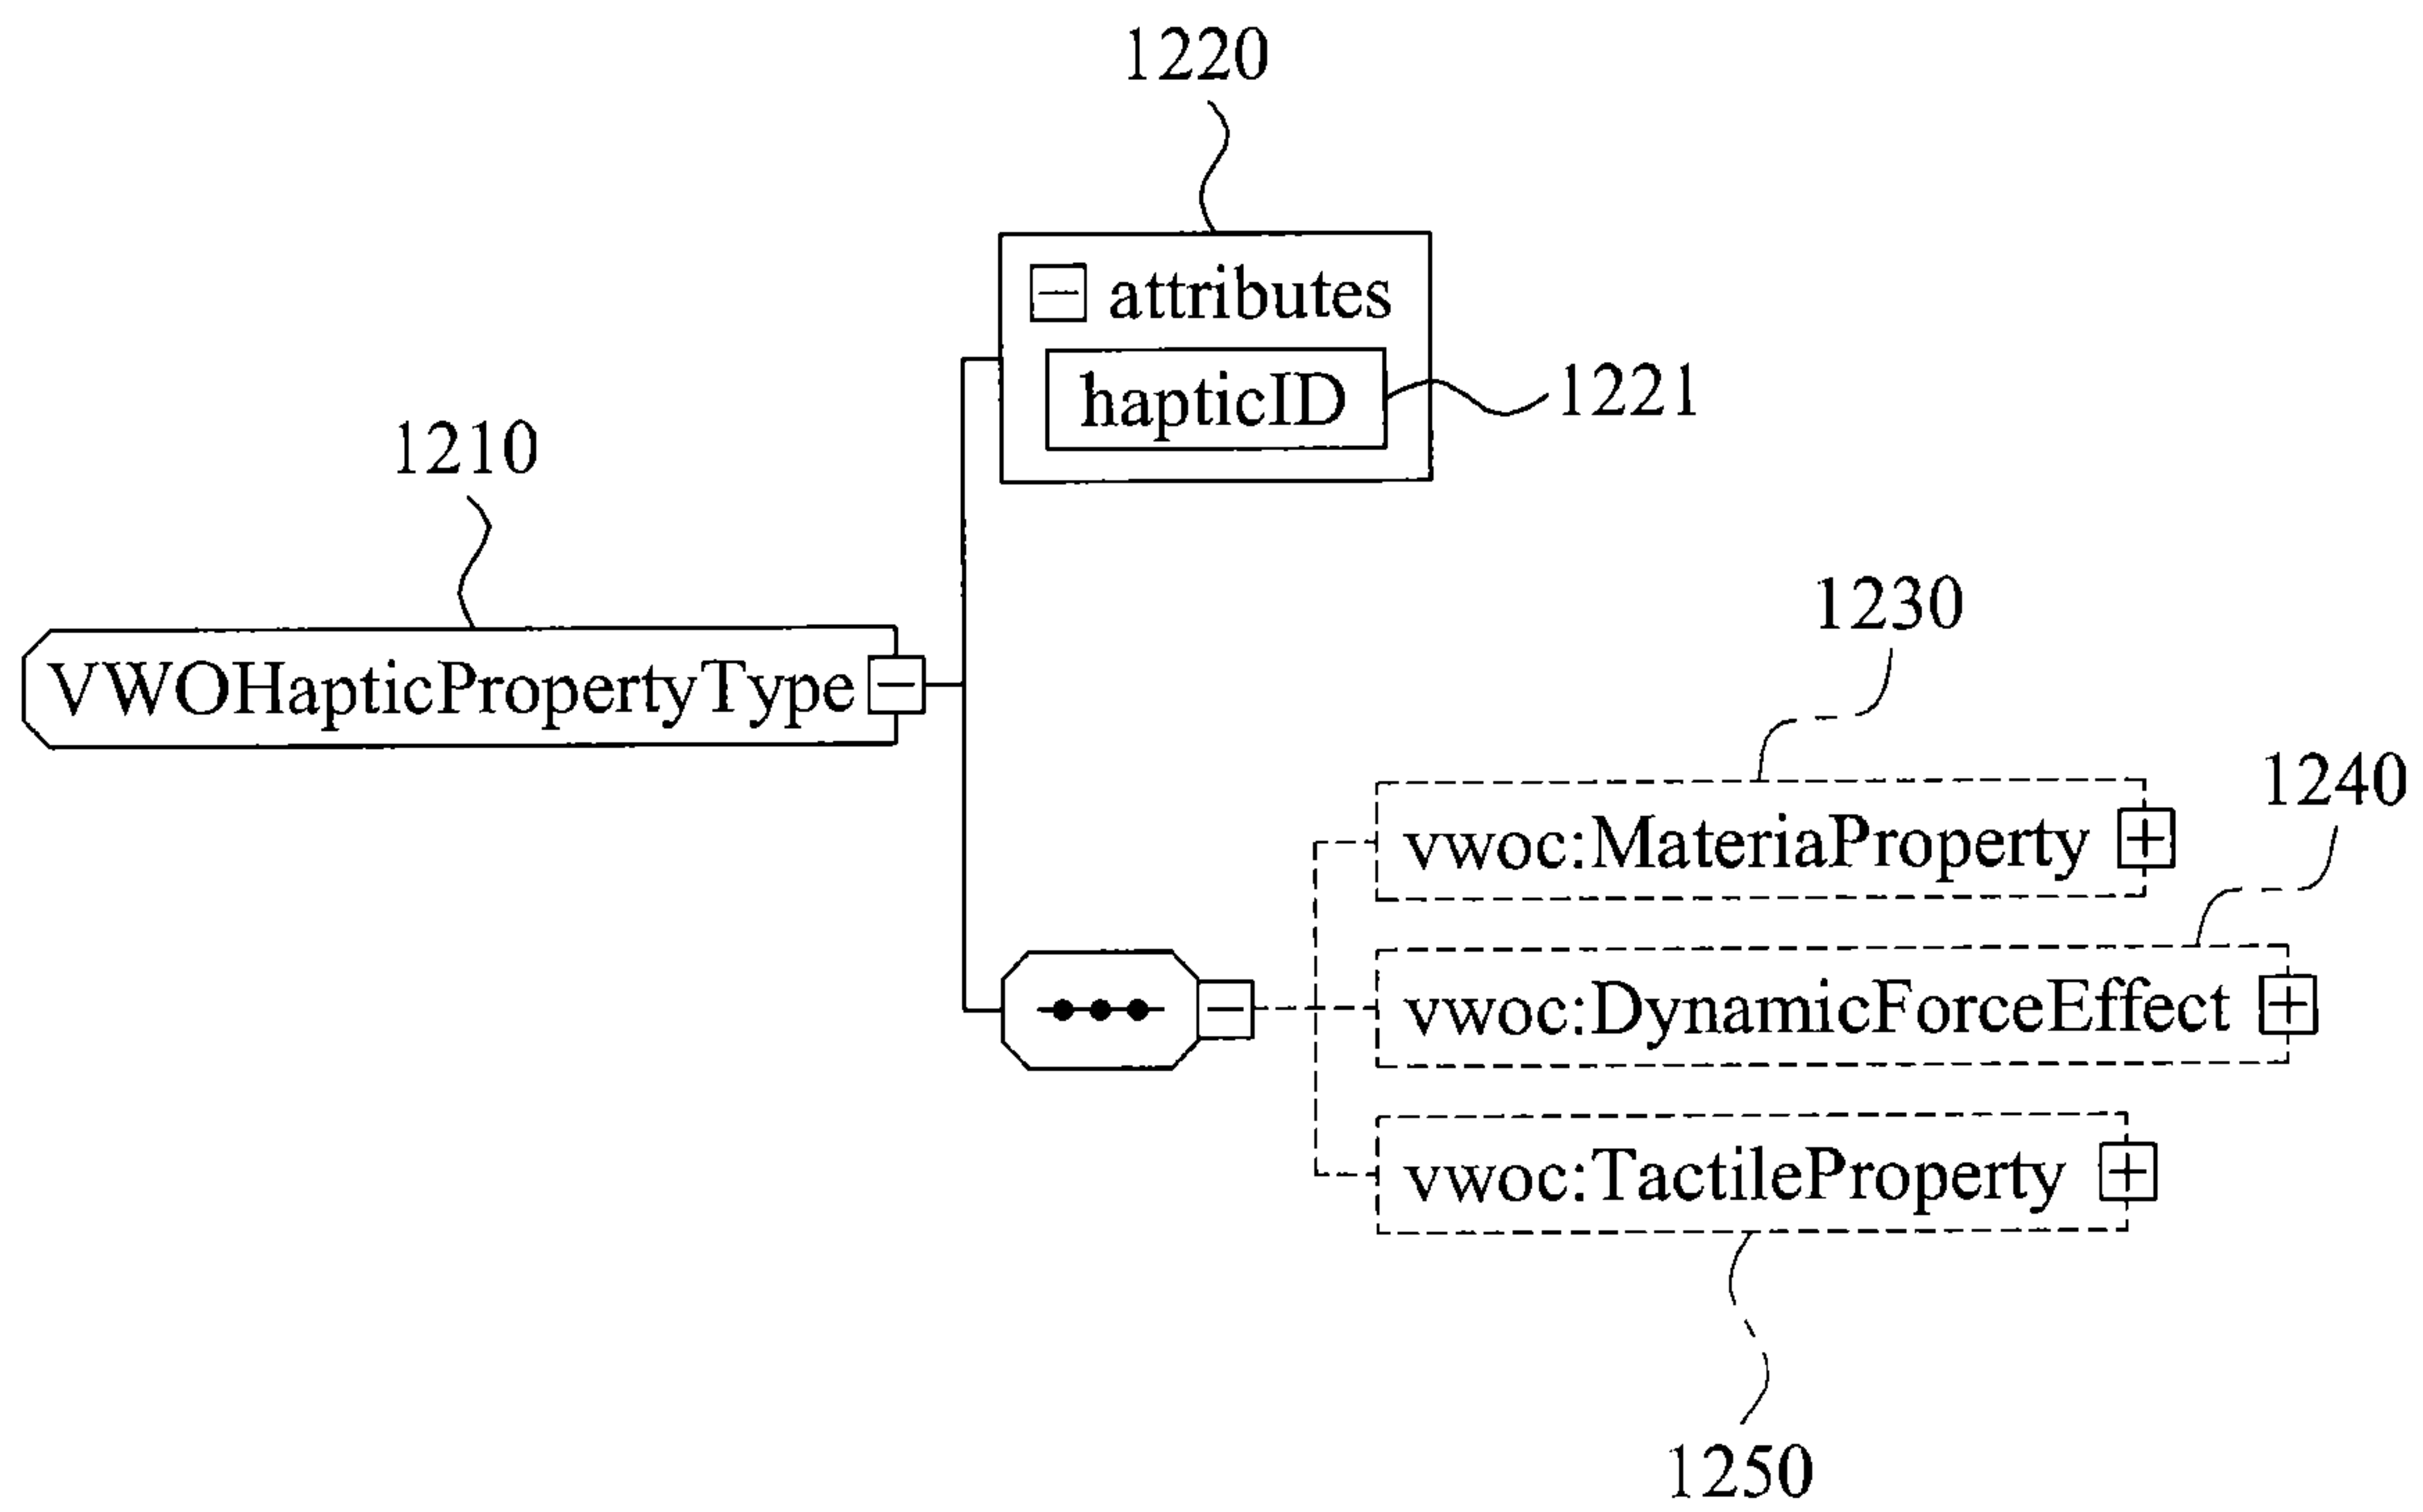 1220
attributes
hapticID
1221
1210
VWOHapticPropertyType
1230
vwoc:MateriaProperty
1240
vwoc:DynamicForceEffect
vwoc:TactileProperty
1250